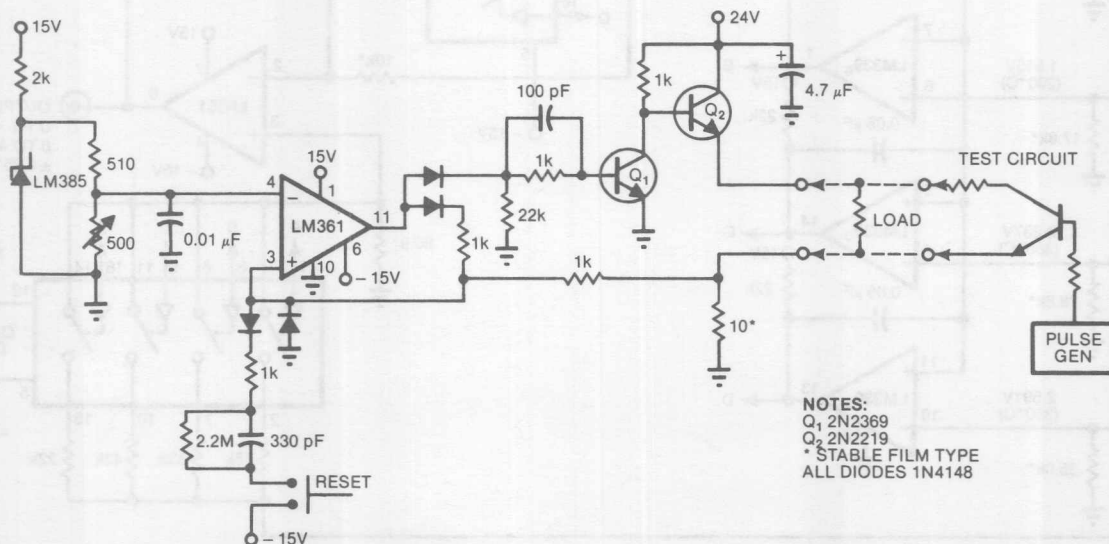 15V
2k
LM385
510
500
0.01 µF
4
−
15V
1
LM361
11
3
+
6
10
− 15V
1k
1k
2.2M
330 pF
RESET
− 15V
100 pF
1k
22k
1k
Q1
1k
Q2
24V
+
4.7 µF
10*
LOAD
TEST CIRCUIT
PULSE
GEN
NOTES:
Q1 2N2369
Q2 2N2219
* STABLE FILM TYPE
ALL DIODES 1N4148